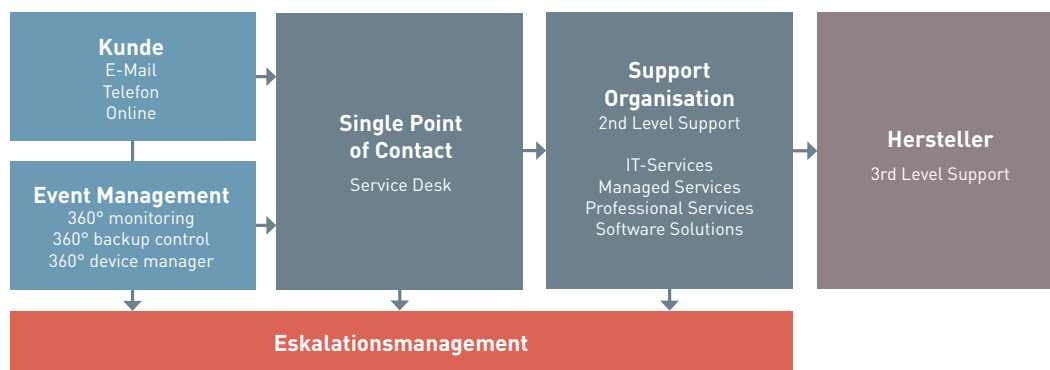 Kunde
E-Mail
Telefon
Online
Event Management
360° monitoring
360° backup control
360° device manager
Single Point
of Contact
Service Desk
Support
Organisation
2nd Level Support
IT-Services
Managed Services
Professional Services
Software Solutions
Hersteller
3rd Level Support
Eskalationsmanagement